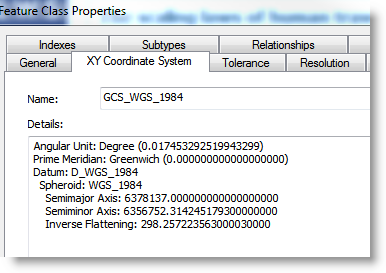 Feature Class Properties
Indexes Subtypes Relationships
General XY Coordinate System Tolerance Resolution
Name: GCS_WGS_1984
Details:
Angular Unit: Degree (0.017453292519943299)
Prime Meridian: Greenwich (0.000000000000000000)
Datum: D_WGS_1984
Spheroid: WGS_1984
Semimajor Axis: 6378137.000000000000000000
Semiminor Axis: 6356752.314245179300000000
Inverse Flattening: 298.257223563000030000